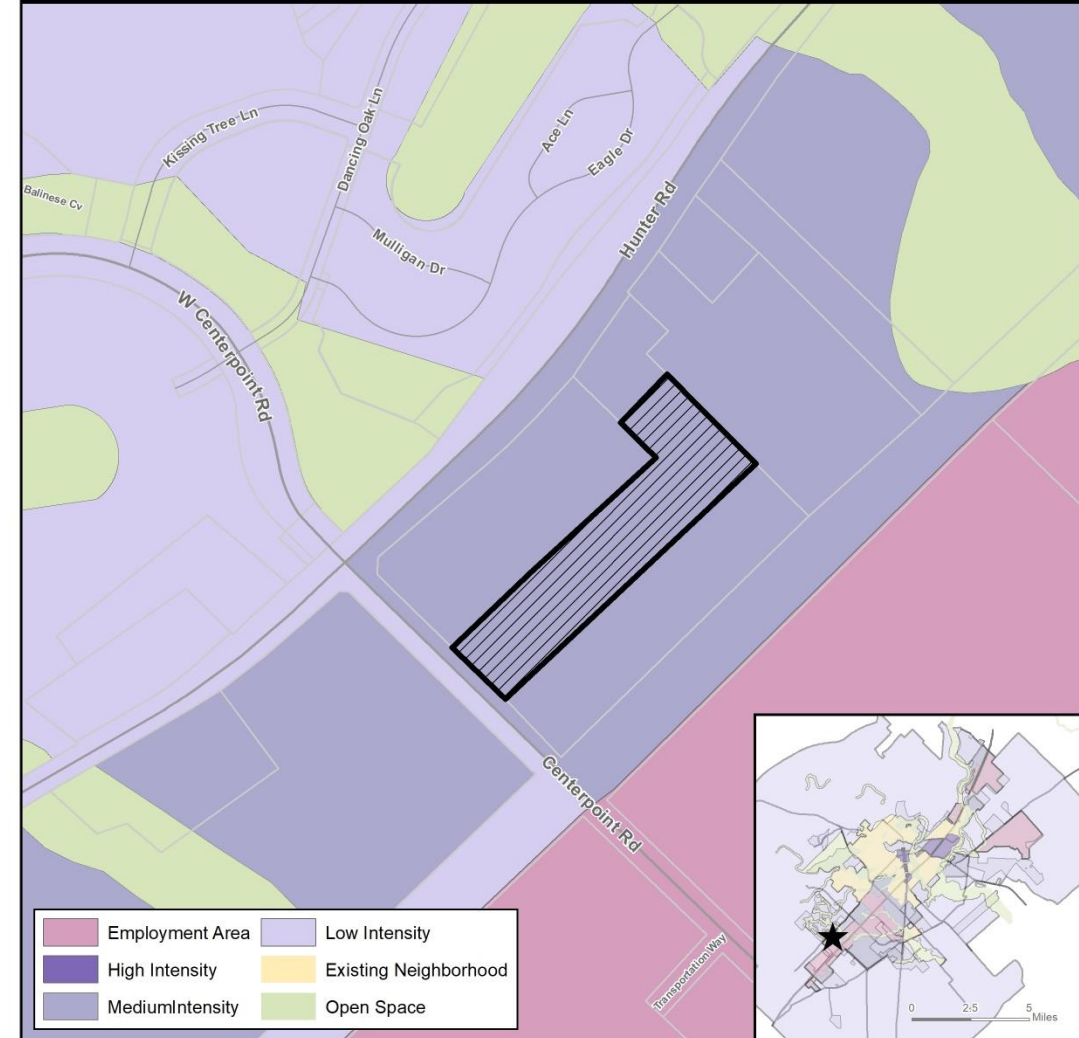 Kissing Tree Ln
Dancing Oak Ln
Ace Ln
Eagle Dr
Balinese Cv
Mulligan Dr
Hunter Rd
W Centerpoint Rd
Centerpoint Rd
Transportation Way
Employment Area
High Intensity
MediumIntensity
Low Intensity
Existing Neighborhood
Open Space
0 2.5 5
Miles